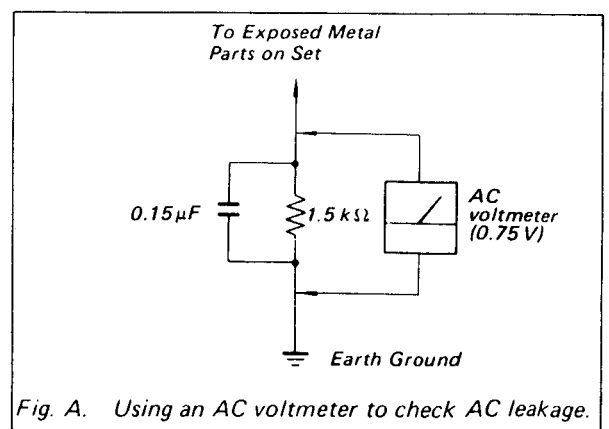 To Exposed Metal
Parts on Set
0.15μF
1.5 kΩ
AC
voltmeter
(0.75 V)
Earth Ground
Fig. A. Using an AC voltmeter to check AC leakage.